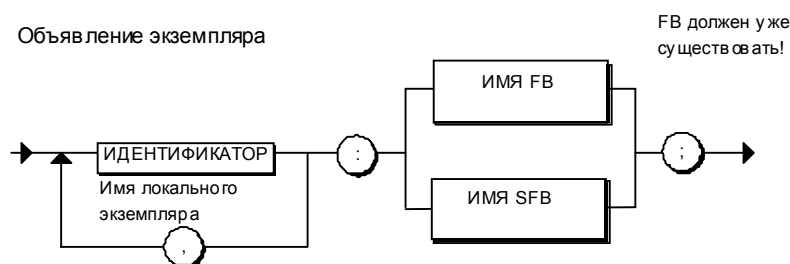 Объявление экземпляра
FB должен уже
существовать!
ИМЯ FB
ИДЕНТИФИКАТОР
:
;
Имя локального
экземпляра
ИМЯ SFB
,